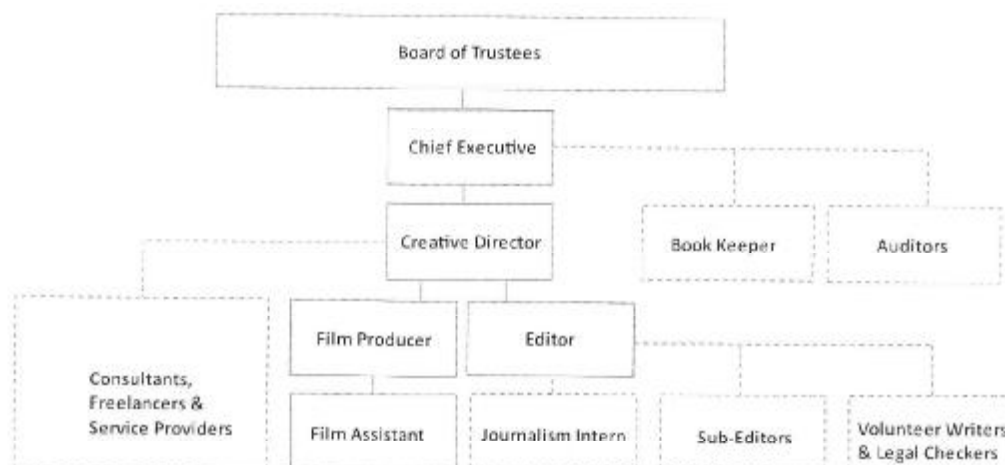 Board of Trustees
Chief Executive
Creative Director
Book Keeper
Auditors
Film Producer
Editor
Consultants,
Freelancers &
Service Providers
Film Assistant
Journalism Intern
Sub-Editors
Volunteer Writers
& Legal Checkers